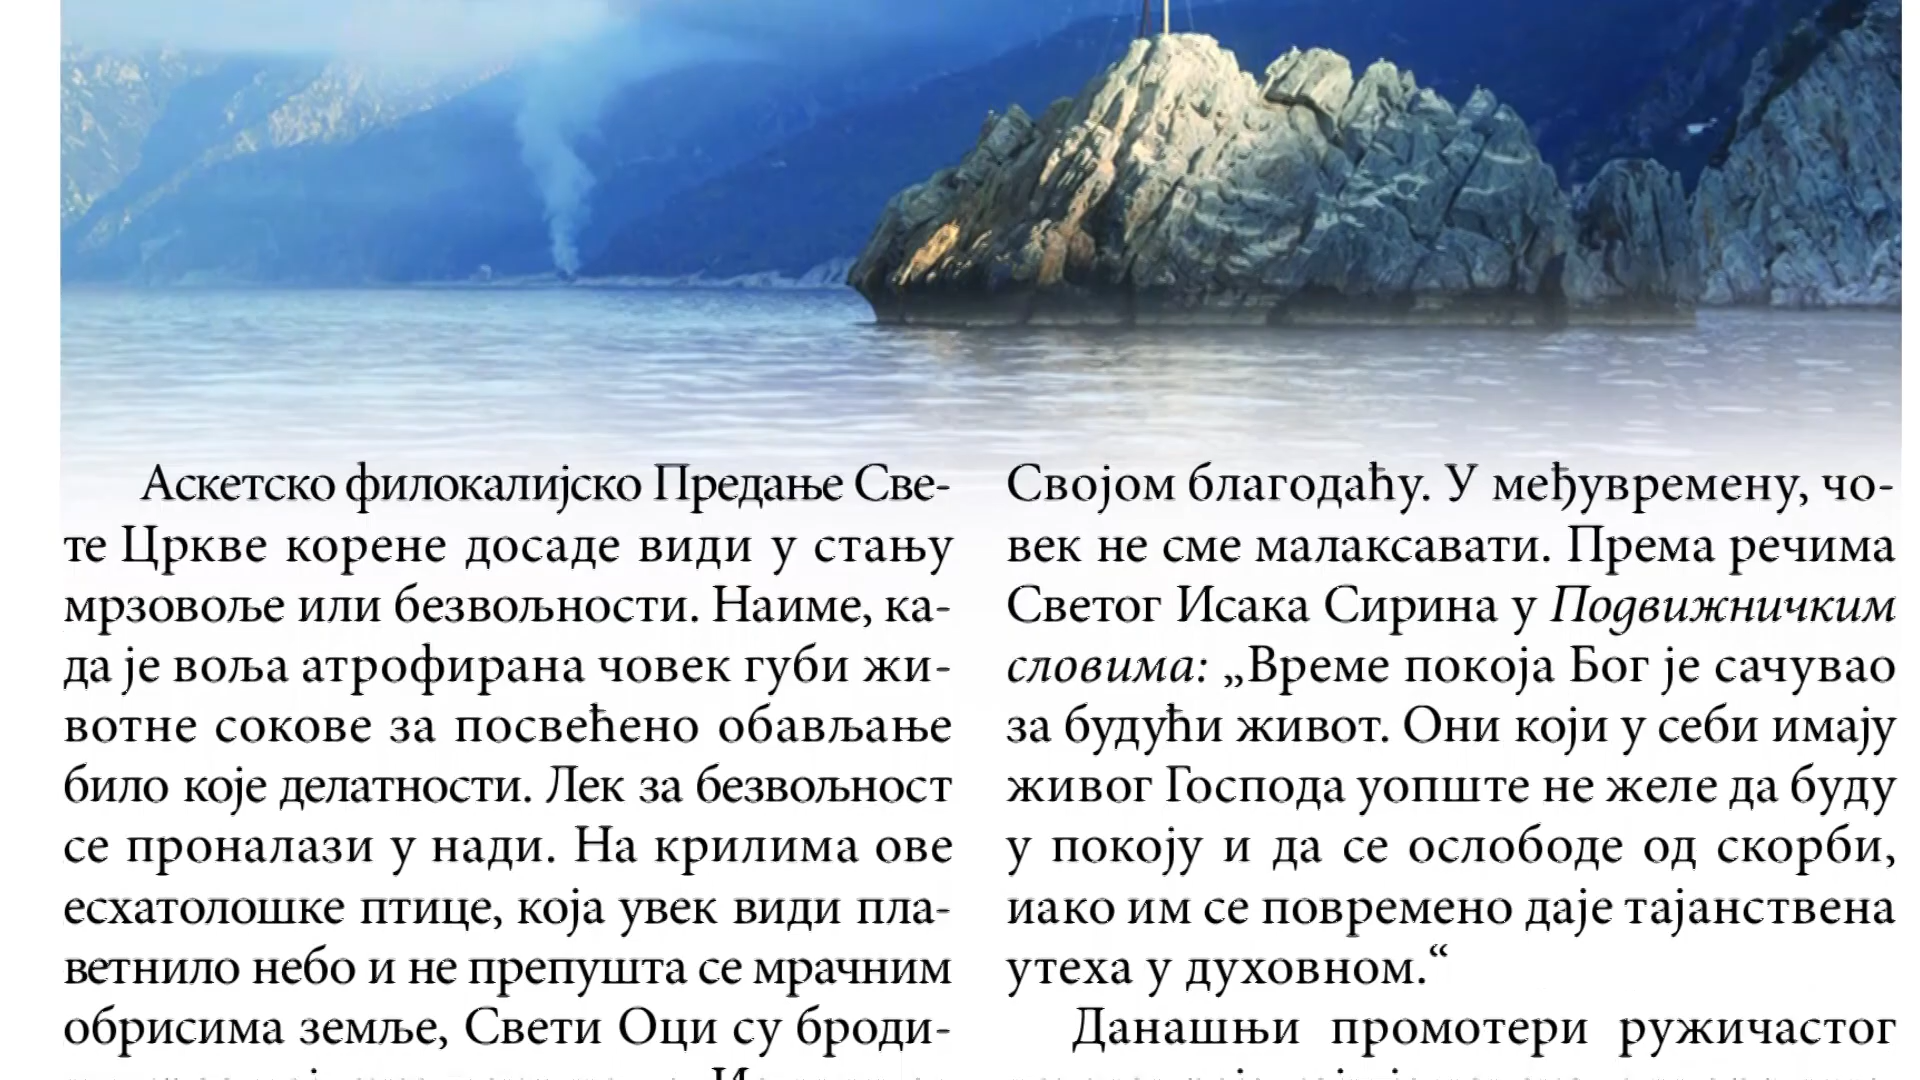 Аскетско филокалијско Предање Све-
те Цркве корене досаде види у стању
мрзовоље или безвољности. Наиме, ка-
да је воља атрофирана човек губи жи-
вотне сокове за посвећено обављање
било које делатности. Лек за безвољност
се проналази у нади. На крилима ове
есхатолошке птице, која увек види пла-
ветнило небо и не препушта се мрачним
обрисима земље, Свети Оци су броди-
Својом благодаћу. У међувремену, чо-
век не сме малаксавати. Према речима
Светог Исака Сирина у Подвижничким
словима: „Време покоја Бог је сачувао
за будући живот. Они који у себи имају
живог Господа уопште не желе да буду
у покоју и да се ослободе од скорби,
иако им се повремено даје тајанствена
утеха у духовном.“
Данашњи промотери ружичастог